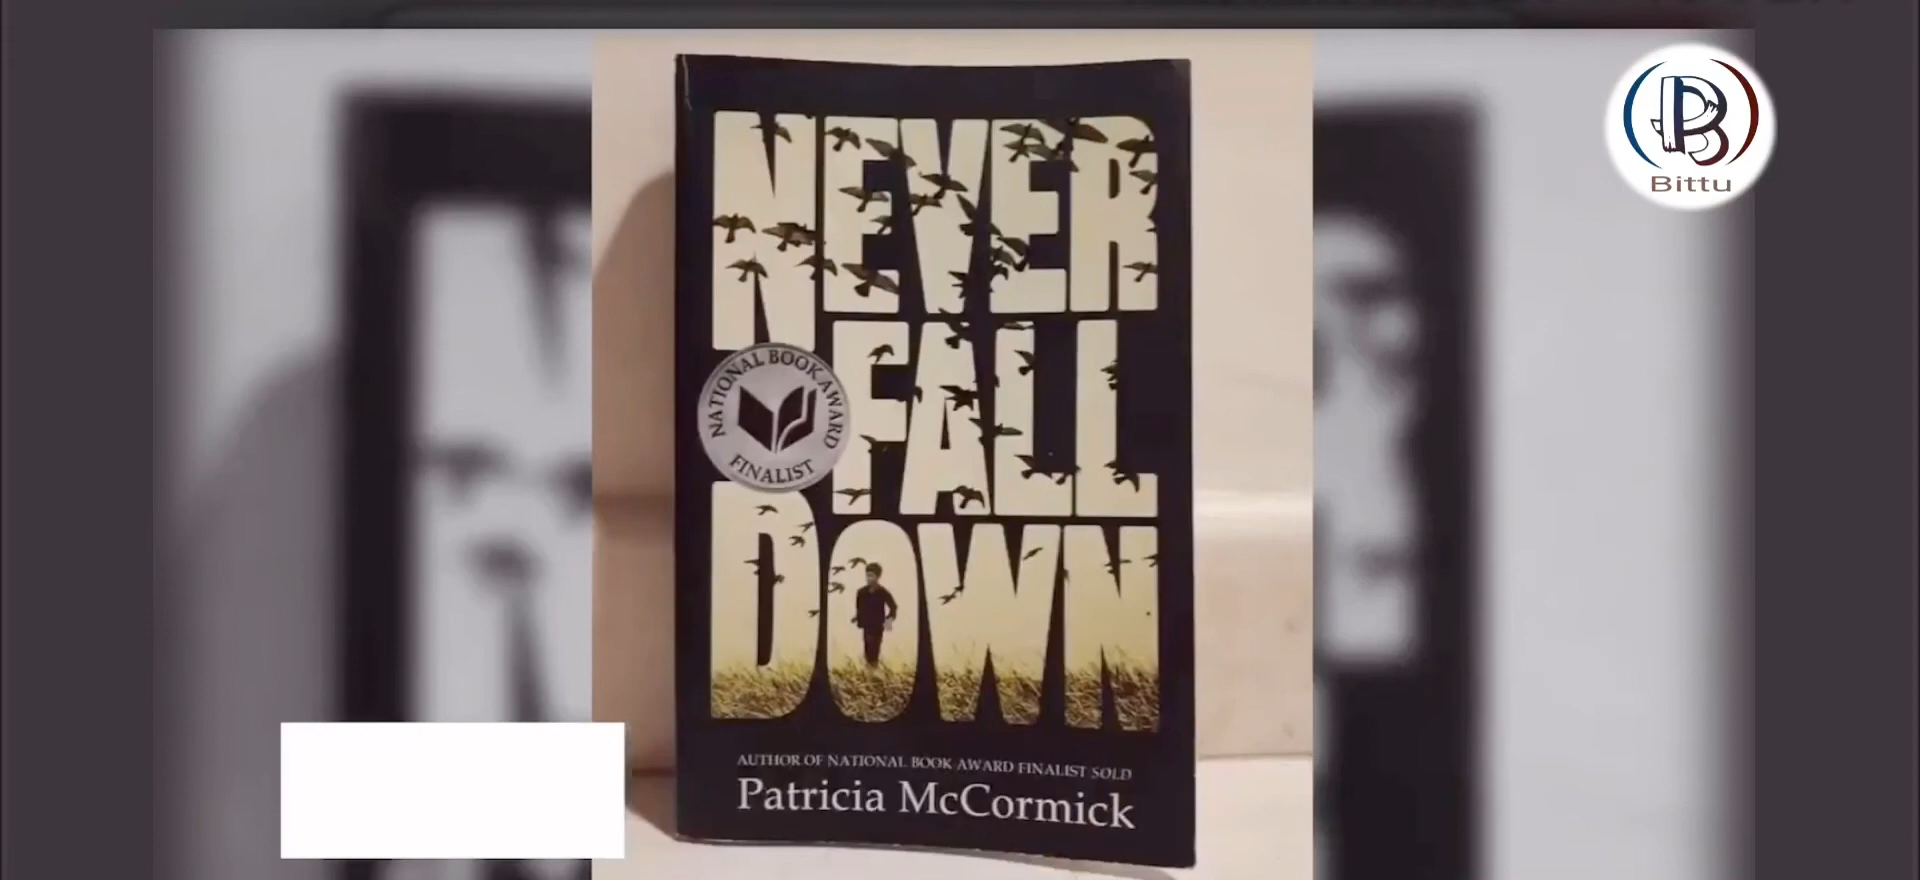 NEVER
FALL
DOWN
NATIONAL BOOK AWARD
FINALIST
AUTHOR OF NATIONAL BOOK AWARD FINALIST SOLD
Patricia McCormick
Bittu